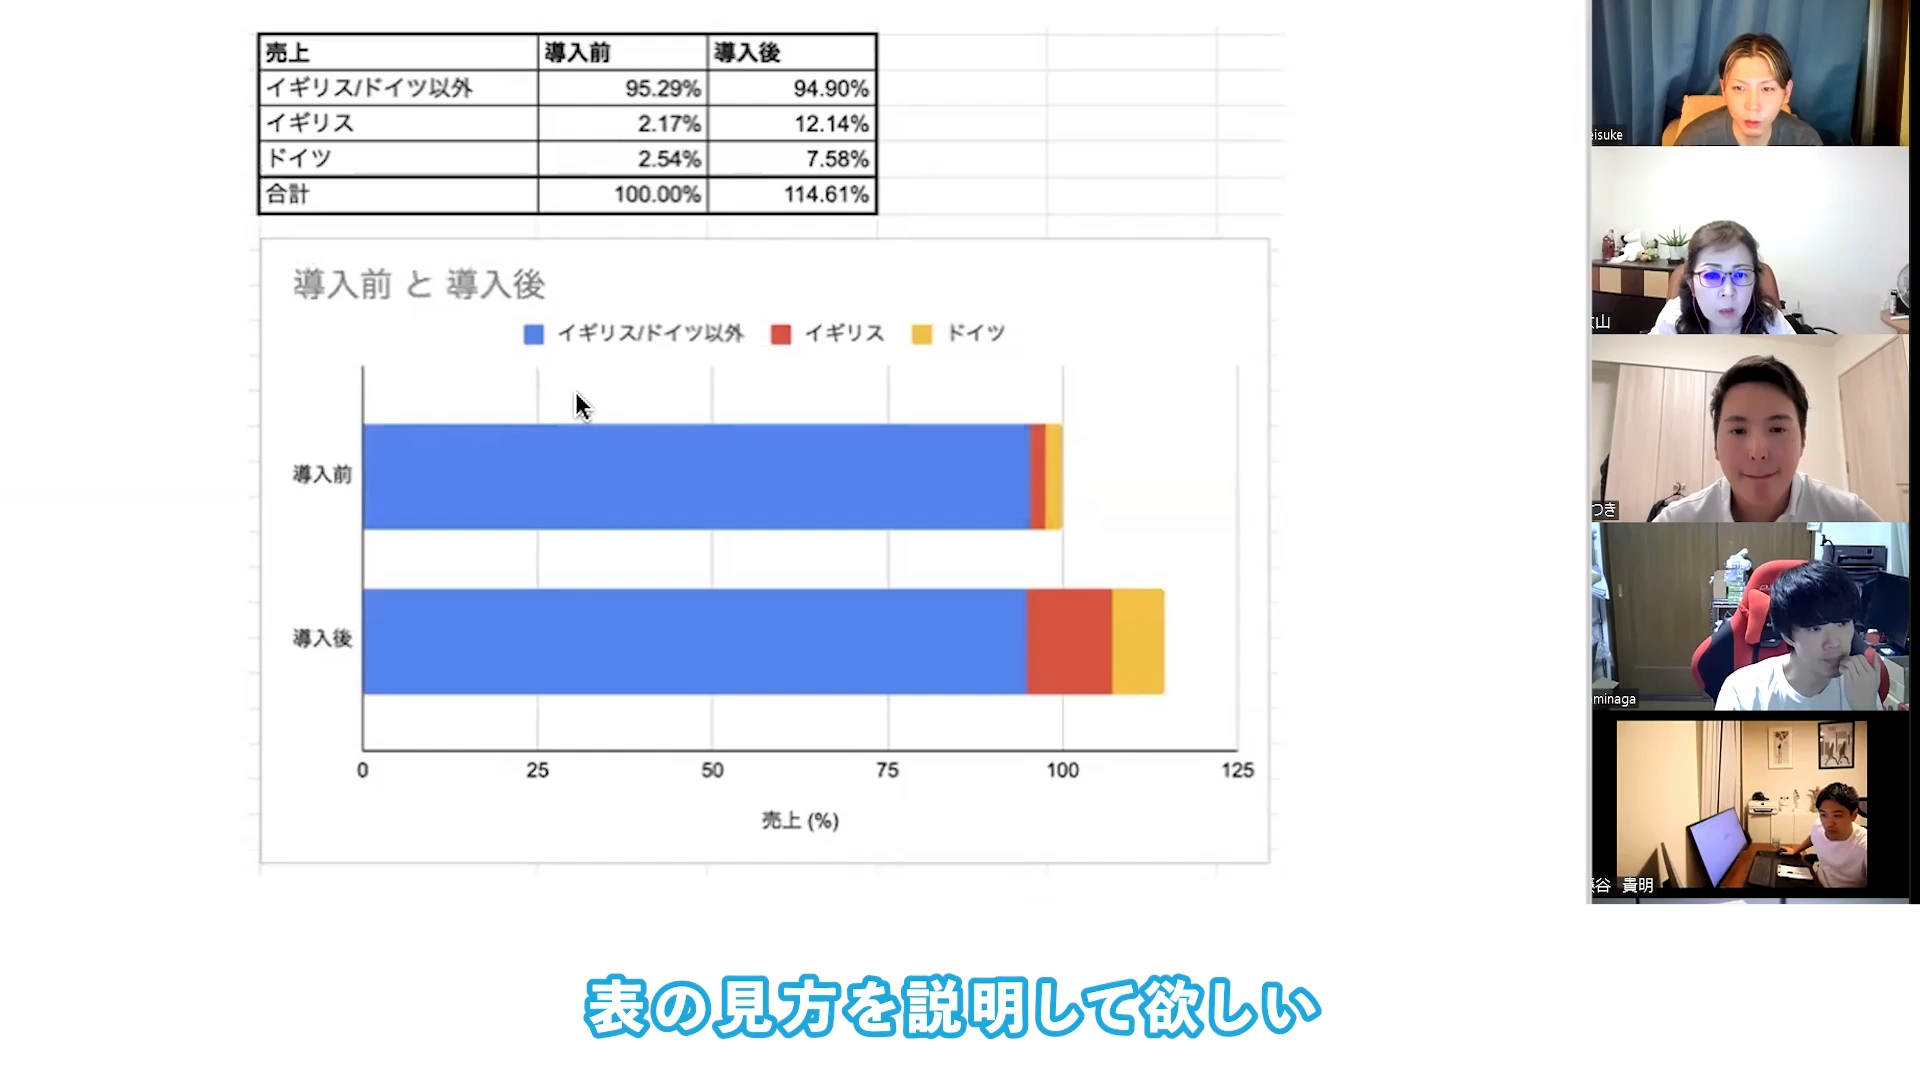 売上 導入前 導入後
イギリス/ドイツ以外 95.29% 94.90%
イギリス 2.17% 12.14%
ドイツ 2.54% 7.58%
合計 100.00% 114.61%
導入前 と 導入後
イギリス/ドイツ以外 イギリス ドイツ
導入前
導入後
0 25 50 75 100 125
売上 (%)
eisuke
山
つき
minaga
谷 貴明
表の見方を説明して欲しい